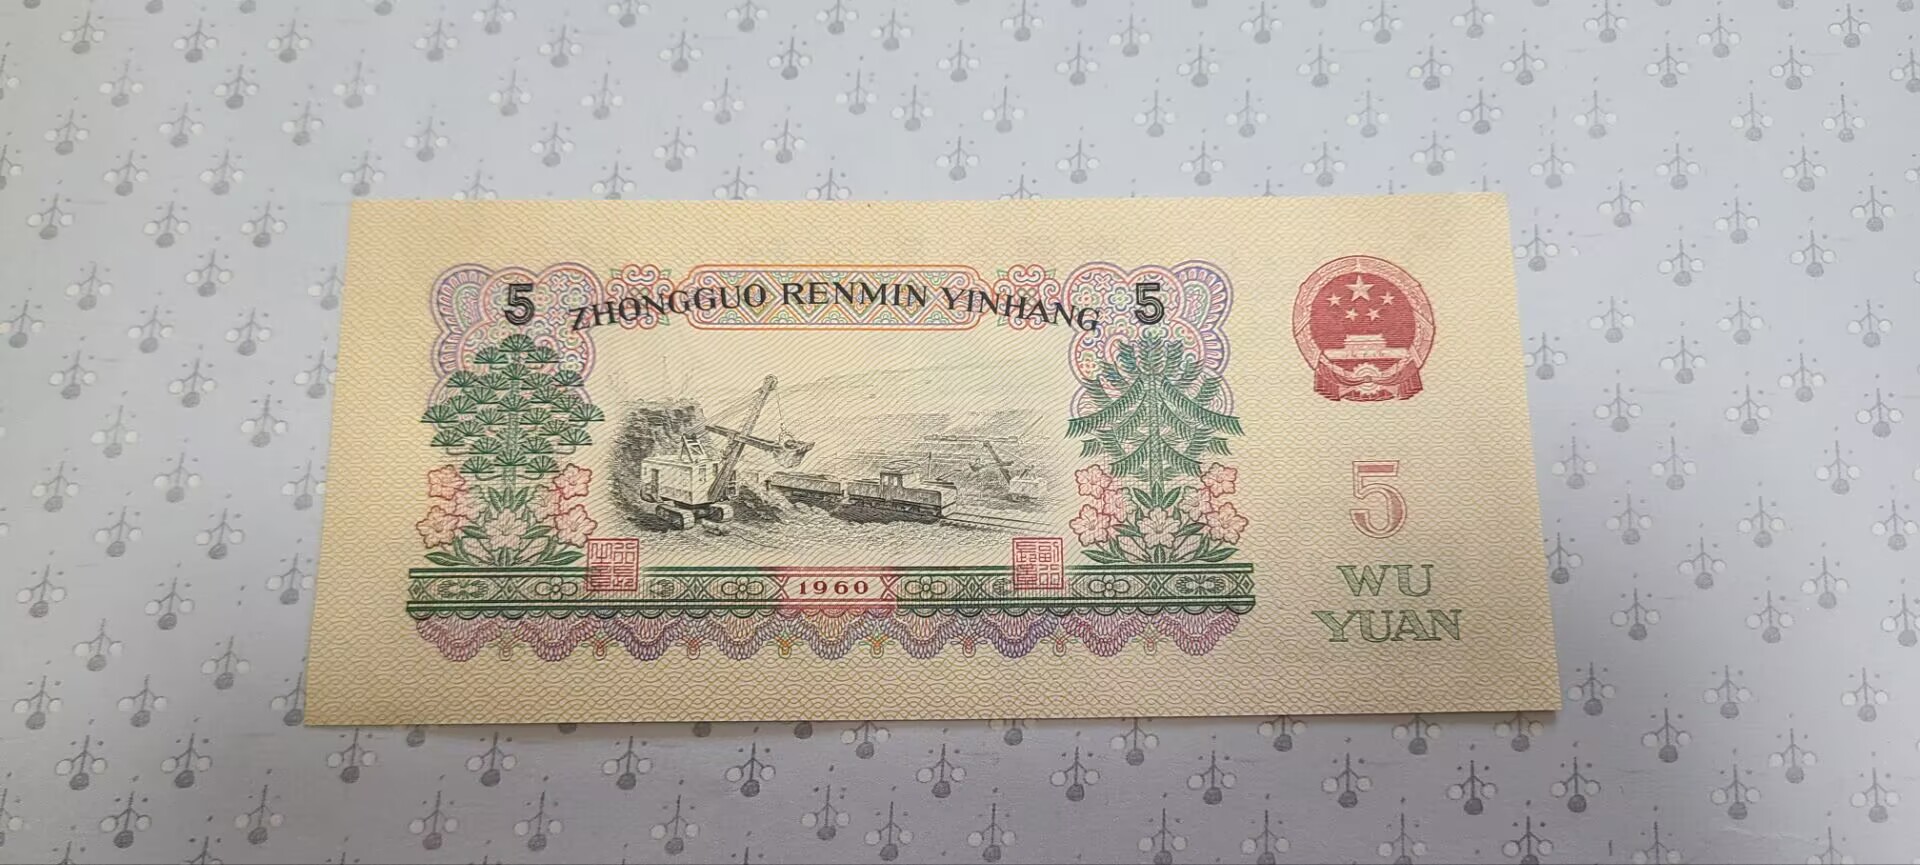 5 ZHONGGUO RENMIN YINHANG 5
5
WU
YUAN
1960